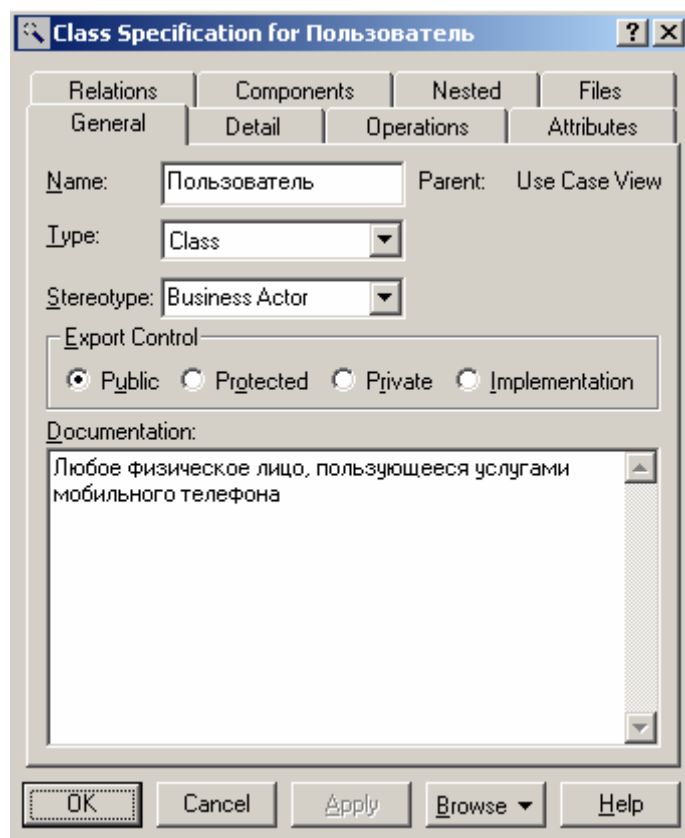 Class Specification for Пользователь
Relations Components Nested Files
General Detail Operations Attributes
Name: Пользователь Parent: Use Case View
Type: Class
Stereotype: Business Actor
Export Control
Public Protected Private Implementation
Documentation:
Любое физическое лицо, пользующееся услугами
мобильного телефона
OK Cancel Apply Browse Help